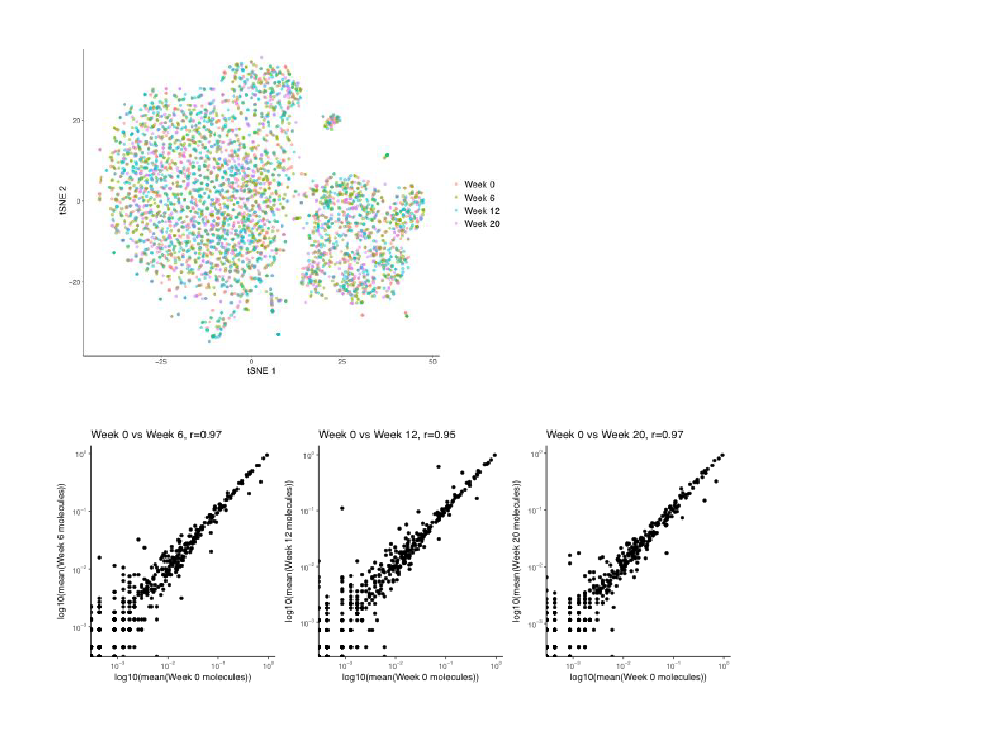 20
0
−20
tSNE 2
−25
0
25
50
tSNE 1
Week 0
Week 6
Week 12
Week 20
Week 0 vs Week 6, r=0.97
Week 0 vs Week 12, r=0.95
Week 0 vs Week 20, r=0.97
log10(mean(Week 6 molecules))
log10(mean(Week 12 molecules))
log10(mean(Week 20 molecules))
log10(mean(Week 0 molecules))
log10(mean(Week 0 molecules))
log10(mean(Week 0 molecules))